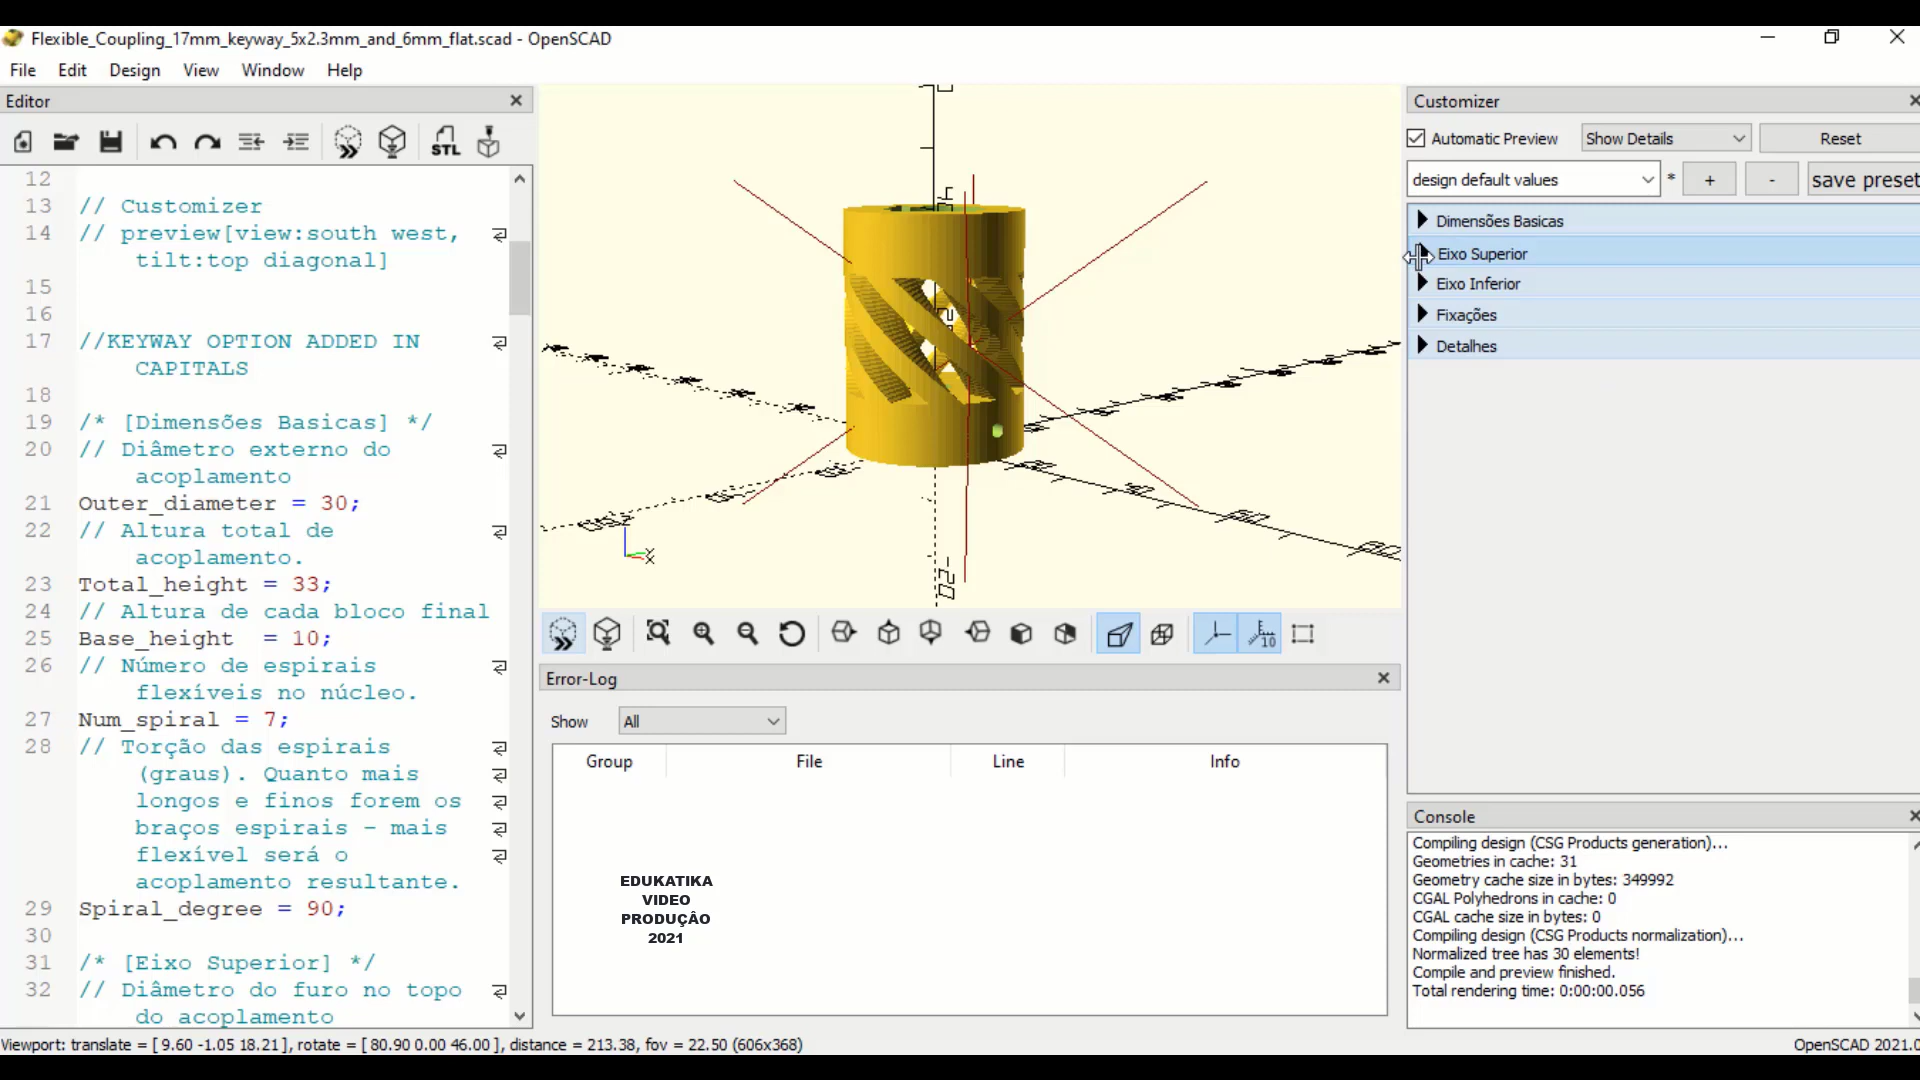 Flexible_Coupling_17mm_keyway_5x2.3mm_and_6mm_flat.scad - OpenSCAD
File Edit Design View Window Help
Editor
STL
12
13 // Customizer
14 // preview[view:south west,
tilt:top diagonal]
15
16
17 //KEYWAY OPTION ADDED IN
CAPITALS
18
19 /* [Dimensões Basicas] */
20 // Diâmetro externo do
acoplamento
21 Outer_diameter = 30;
22 // Altura total de
acoplamento.
23 Total_height = 33;
24 // Altura de cada bloco final
25 Base_height = 10;
26 // Número de espirais
flexíveis no núcleo.
27 Num_spiral = 7;
28 // Torção das espirais
(graus). Quanto mais
longos e finos forem os
braços espirais - mais
flexível será o
acoplamento resultante.
29 Spiral_degree = 90;
30
31 /* [Eixo Superior] */
32 // Diâmetro do furo no topo
do acoplamento
-20
X
10
Error-Log
Show All
Group File Line Info
EDUKATIKA
VIDEO
PRODUÇÂO
2021
Customizer
Automatic Preview Show Details Reset
design default values * + - save preset
Dimensões Basicas
Eixo Superior
Eixo Inferior
Fixações
Detalhes
Console
Compiling design (CSG Products generation)...
Geometries in cache: 31
Geometry cache size in bytes: 349992
CGAL Polyhedrons in cache: 0
CGAL cache size in bytes: 0
Compiling design (CSG Products normalization)...
Normalized tree has 30 elements!
Compile and preview finished.
Total rendering time: 0:00:00.056
Viewport: translate = [ 9.60 -1.05 18.21 ], rotate = [ 80.90 0.00 46.00 ], distance = 213.38, fov = 22.50 (606x368)
OpenSCAD 2021.0